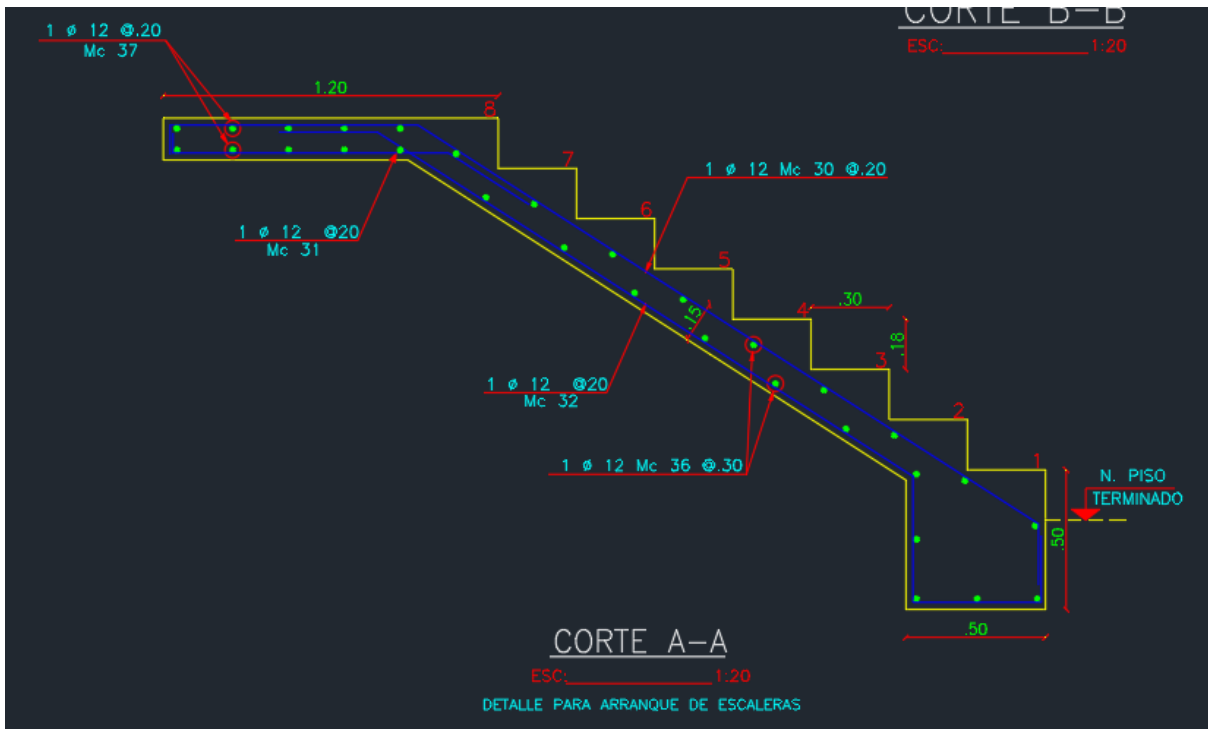 CORTE B-B
ESC: 1:20
1 ø 12 @.20
Mc 37
1.20
8
7
1 ø 12 Mc 30 @.20
6
1 ø 12 @20
Mc 31
5
.30
4
.15
.18
3
1 ø 12 @20
Mc 32
2
1 ø 12 Mc 36 @.30
1
N. PISO
TERMINADO
.50
.50
CORTE A-A
ESC: 1:20
DETALLE PARA ARRANQUE DE ESCALERAS